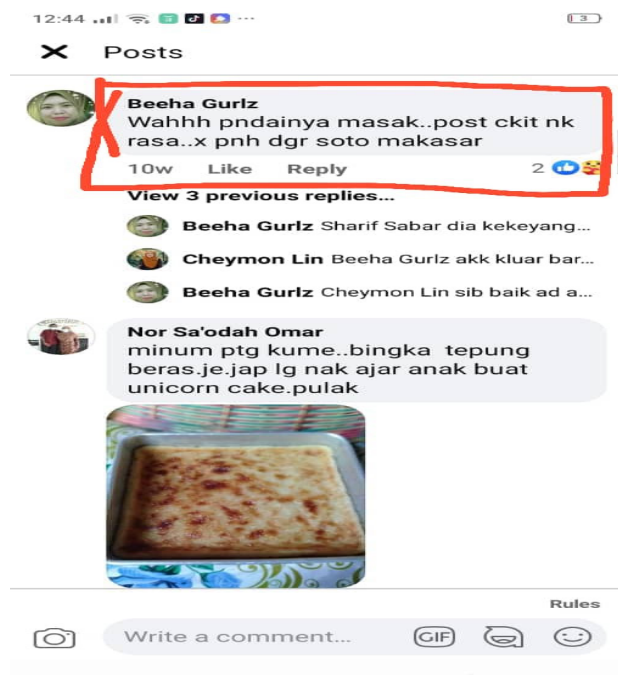 12:44
3
Posts
Beeha Gurlz
Wahhh pndainya masak..post ckit nk
rasa..x pnh dgr soto makasar
10w Like Reply 2
View 3 previous replies...
Beeha Gurlz Sharif Sabar dia kekeyang...
Cheymon Lin Beeha Gurlz akk kluar bar...
Beeha Gurlz Cheymon Lin sib baik ad a...
Nor Sa'odah Omar
minum ptg kume..bingka tepung
beras.je.jap lg nak ajar anak buat
unicorn cake.pulak
Rules
Write a comment...
GIF